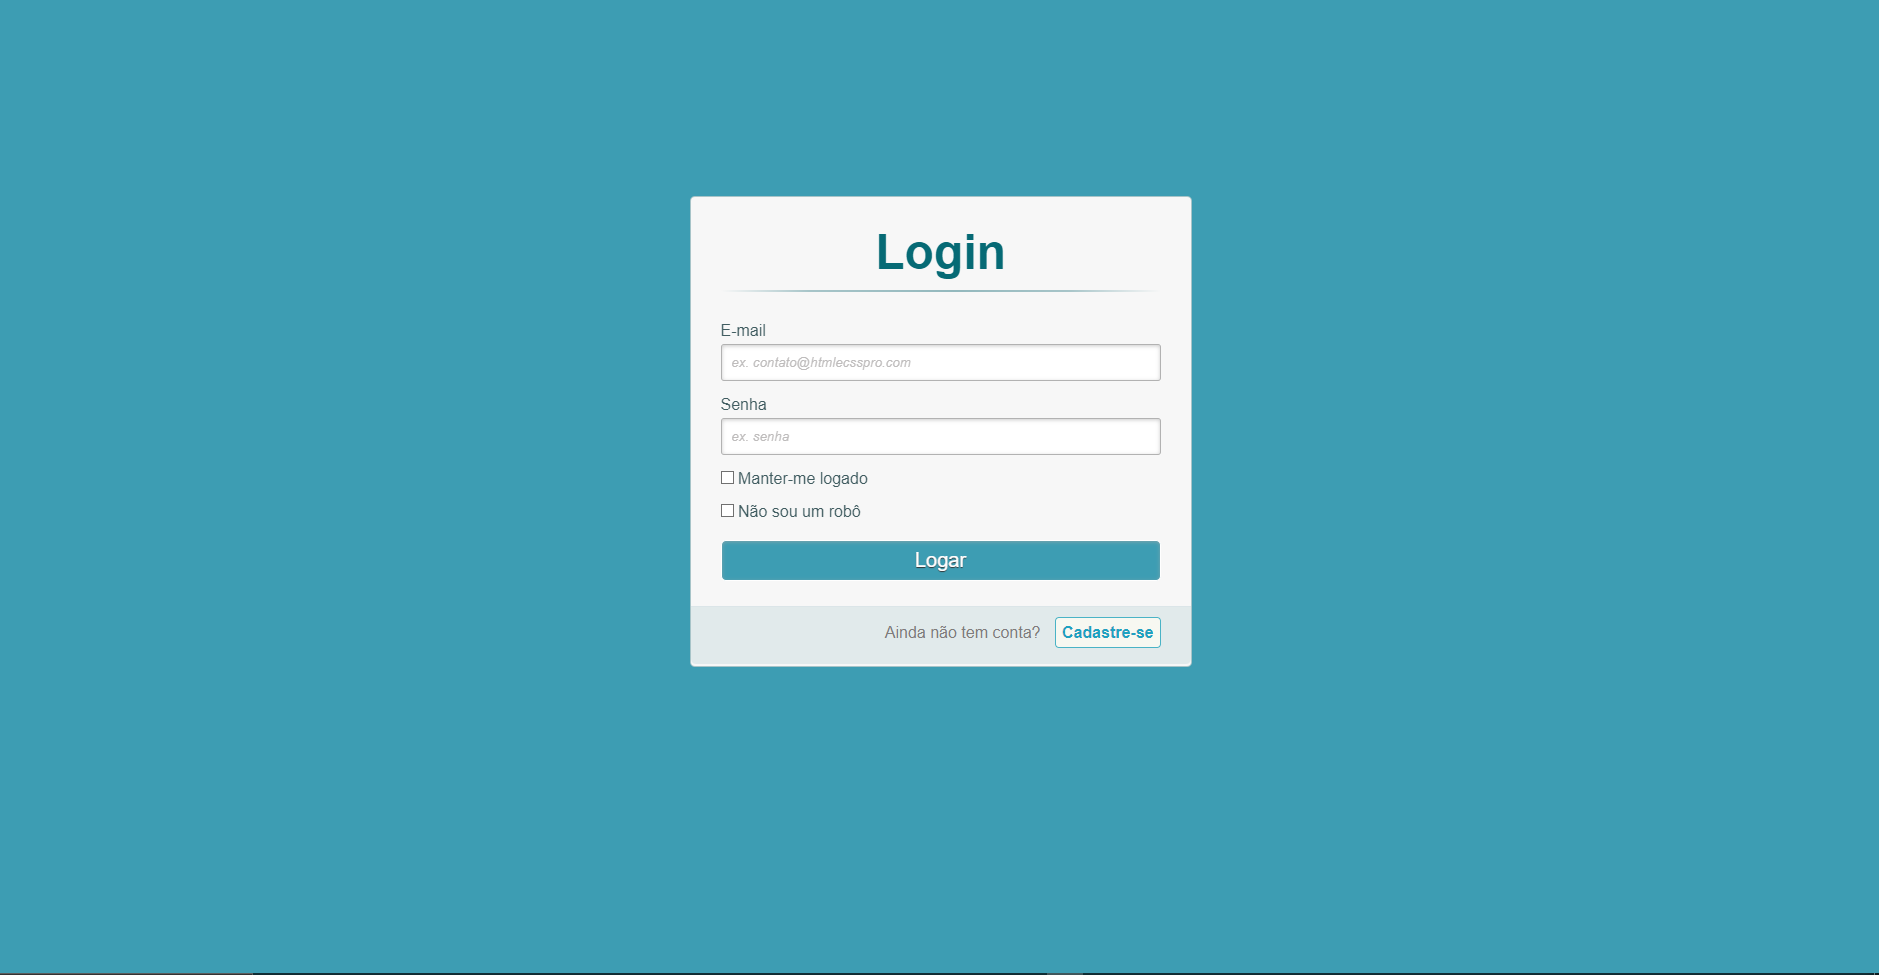 Login
E-mail
ex. contato@htmlecsspro.com
Senha
ex. senha
Manter-me logado
Não sou um robô
Logar
Ainda não tem conta? Cadastre-se